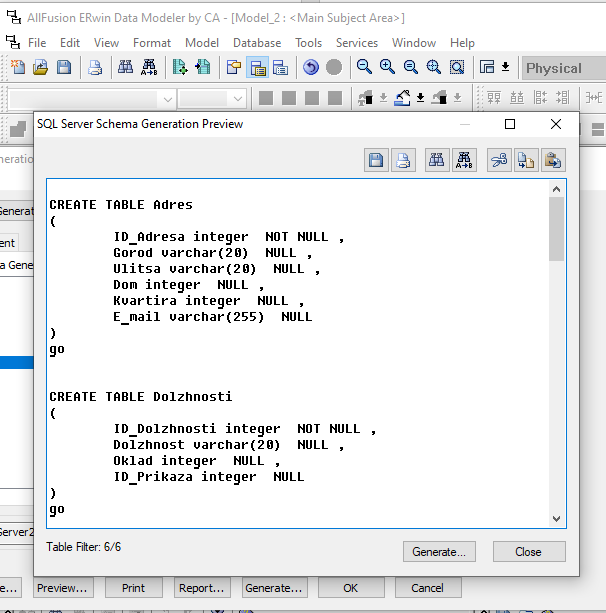 AllFusion ERwin Data Modeler by CA - [Model_2 : <Main Subject Area>]
File Edit View Format Model Database Tools Services Window Help
Physical
SQL Server Schema Generation Preview
CREATE TABLE Adres
(
ID_Adresa integer NOT NULL ,
Gorod varchar(20) NULL ,
Ulitsa varchar(20) NULL ,
Dom integer NULL ,
Kvartira integer NULL ,
E_mail varchar(255) NULL
)
go
CREATE TABLE Dolzhnosti
(
ID_Dolzhnosti integer NOT NULL ,
Dolzhnost varchar(20) NULL ,
Oklad integer NULL ,
ID_Prikaza integer NULL
)
go
Table Filter: 6/6
Generate... Close
Preview... Print Report... Generate... OK Cancel